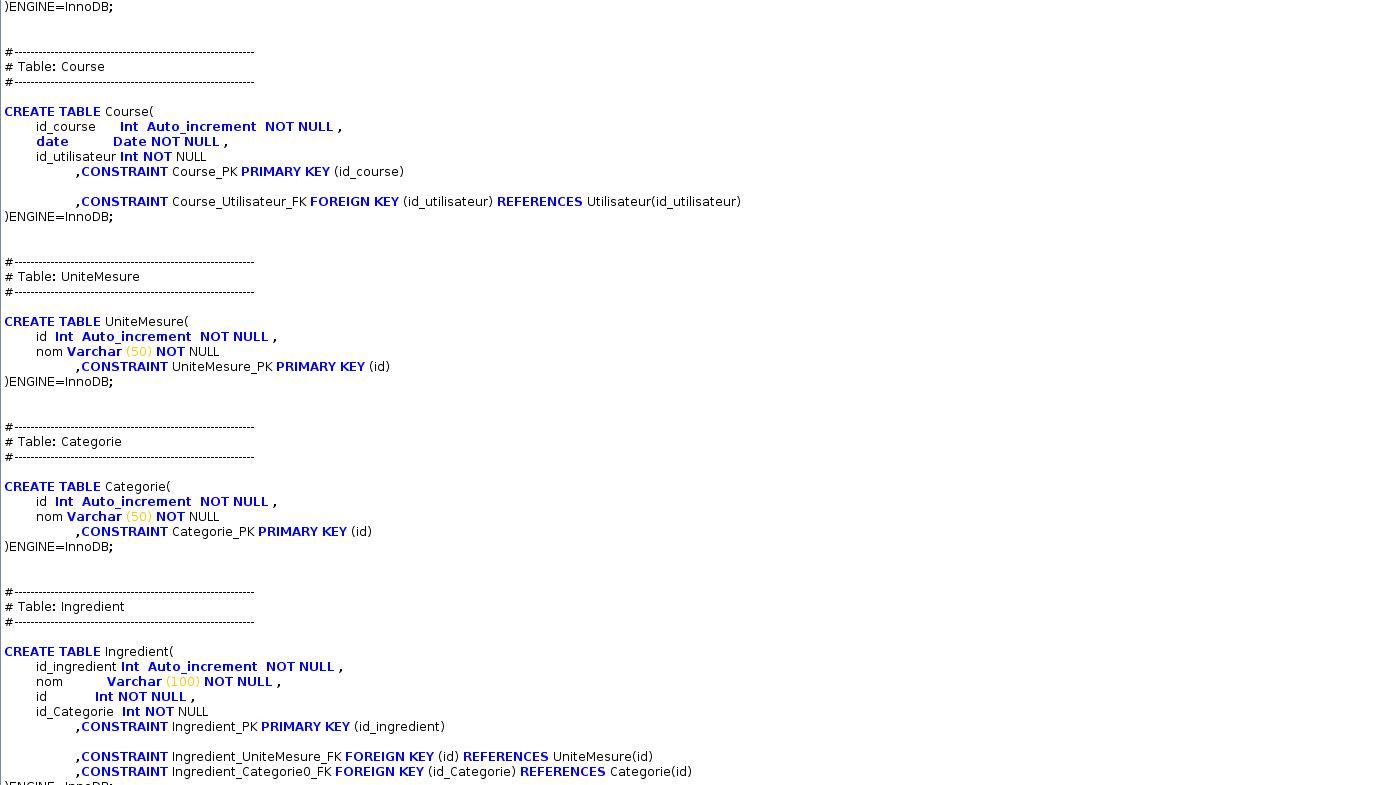 )ENGINE=InnoDB;
#------------------------------------------------------------
# Table: Course
#------------------------------------------------------------
CREATE TABLE Course(
id_course Int Auto_increment NOT NULL ,
date Date NOT NULL ,
id_utilisateur Int NOT NULL
,CONSTRAINT Course_PK PRIMARY KEY (id_course)
,CONSTRAINT Course_Utilisateur_FK FOREIGN KEY (id_utilisateur) REFERENCES Utilisateur(id_utilisateur)
)ENGINE=InnoDB;
#------------------------------------------------------------
# Table: UniteMesure
#------------------------------------------------------------
CREATE TABLE UniteMesure(
id Int Auto_increment NOT NULL ,
nom Varchar (50) NOT NULL
,CONSTRAINT UniteMesure_PK PRIMARY KEY (id)
)ENGINE=InnoDB;
#------------------------------------------------------------
# Table: Categorie
#------------------------------------------------------------
CREATE TABLE Categorie(
id Int Auto_increment NOT NULL ,
nom Varchar (50) NOT NULL
,CONSTRAINT Categorie_PK PRIMARY KEY (id)
)ENGINE=InnoDB;
#------------------------------------------------------------
# Table: Ingredient
#------------------------------------------------------------
CREATE TABLE Ingredient(
id_ingredient Int Auto_increment NOT NULL ,
nom Varchar (100) NOT NULL ,
id Int NOT NULL ,
id_Categorie Int NOT NULL
,CONSTRAINT Ingredient_PK PRIMARY KEY (id_ingredient)
,CONSTRAINT Ingredient_UniteMesure_FK FOREIGN KEY (id) REFERENCES UniteMesure(id)
,CONSTRAINT Ingredient_Categorie0_FK FOREIGN KEY (id_Categorie) REFERENCES Categorie(id)
)ENGINE=InnoDB;